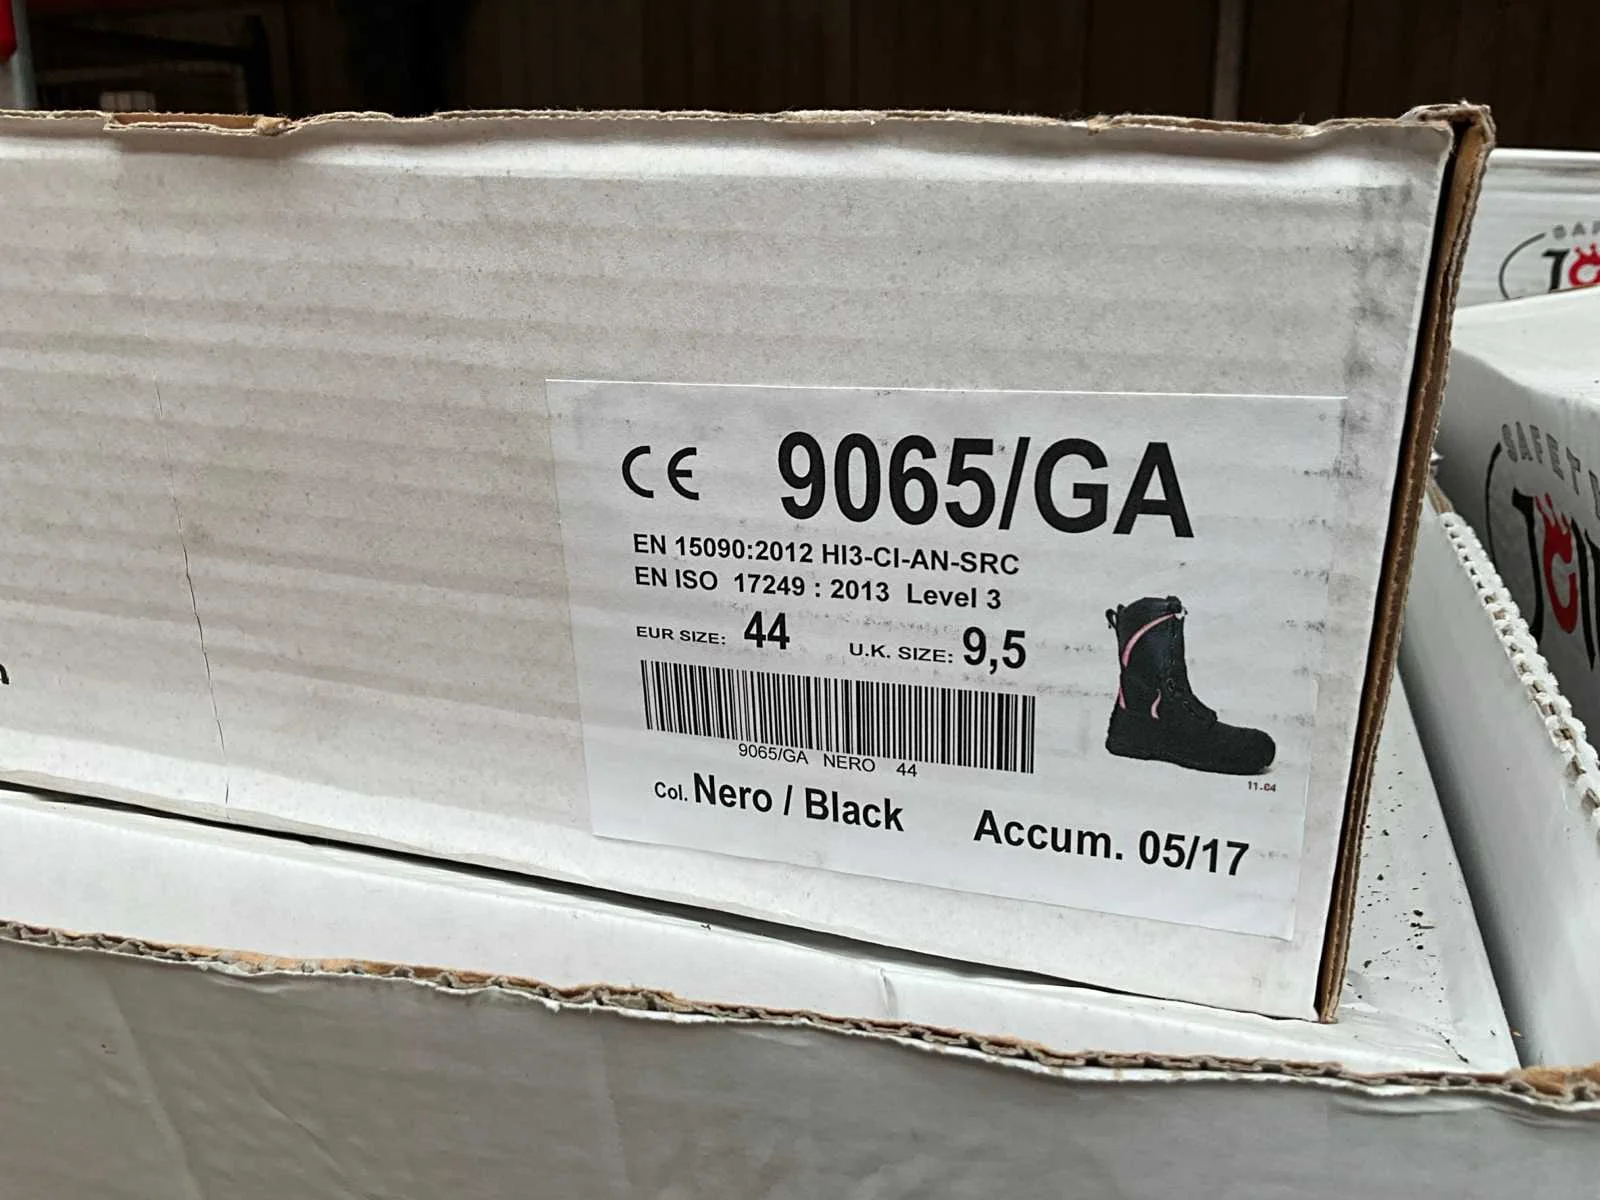 CE 9065/GA
EN 15090:2012 HI3-CI-AN-SRC
EN ISO 17249 : 2013 Level 3
EUR SIZE: 44 U.K. SIZE: 9,5
9065/GA NERO 44
11.04
Col. Nero / Black Accum. 05/17